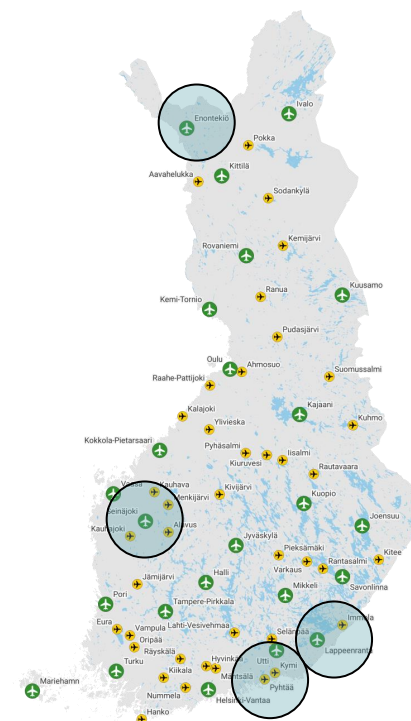 Ivalo
Enontekiö
Pokka
Kittilä
Aavahelukka
Sodankylä
Kemijärvi
Rovaniemi
Kuusamo
Ranua
Kemi-Tornio
Pudasjärvi
Oulu
Ahmosuo
Suomussalmi
Raahe-Pattijoki
Kajaani
Kalajoki
Kuhmo
Ylivieska
Kokkola-Pietarsaari
Pyhäsalmi
Iisalmi
Kiuruvesi
Rautavaara
Vaasa
Kauhava
Kivijärvi
Menkijärvi
Kuopio
Seinäjoki
Joensuu
Kauhajoki
Alavus
Jyväskylä
Pieksämäki
Kitee
Varkaus
Rantasalmi
Halli
Jämijärvi
Savonlinna
Mikkeli
Pori
Tampere-Pirkkala
Eura
Vampula
Lahti-Vesivehmaa
Selänpää
Immola
Oripää
Lappeenranta
Räyskälä
Utti
Turku
Hyvinkää
Kymi
Kiikala
Mäntsälä
Mariehamn
Pyhtää
Nummela
Helsinki-Vantaa
Hanko